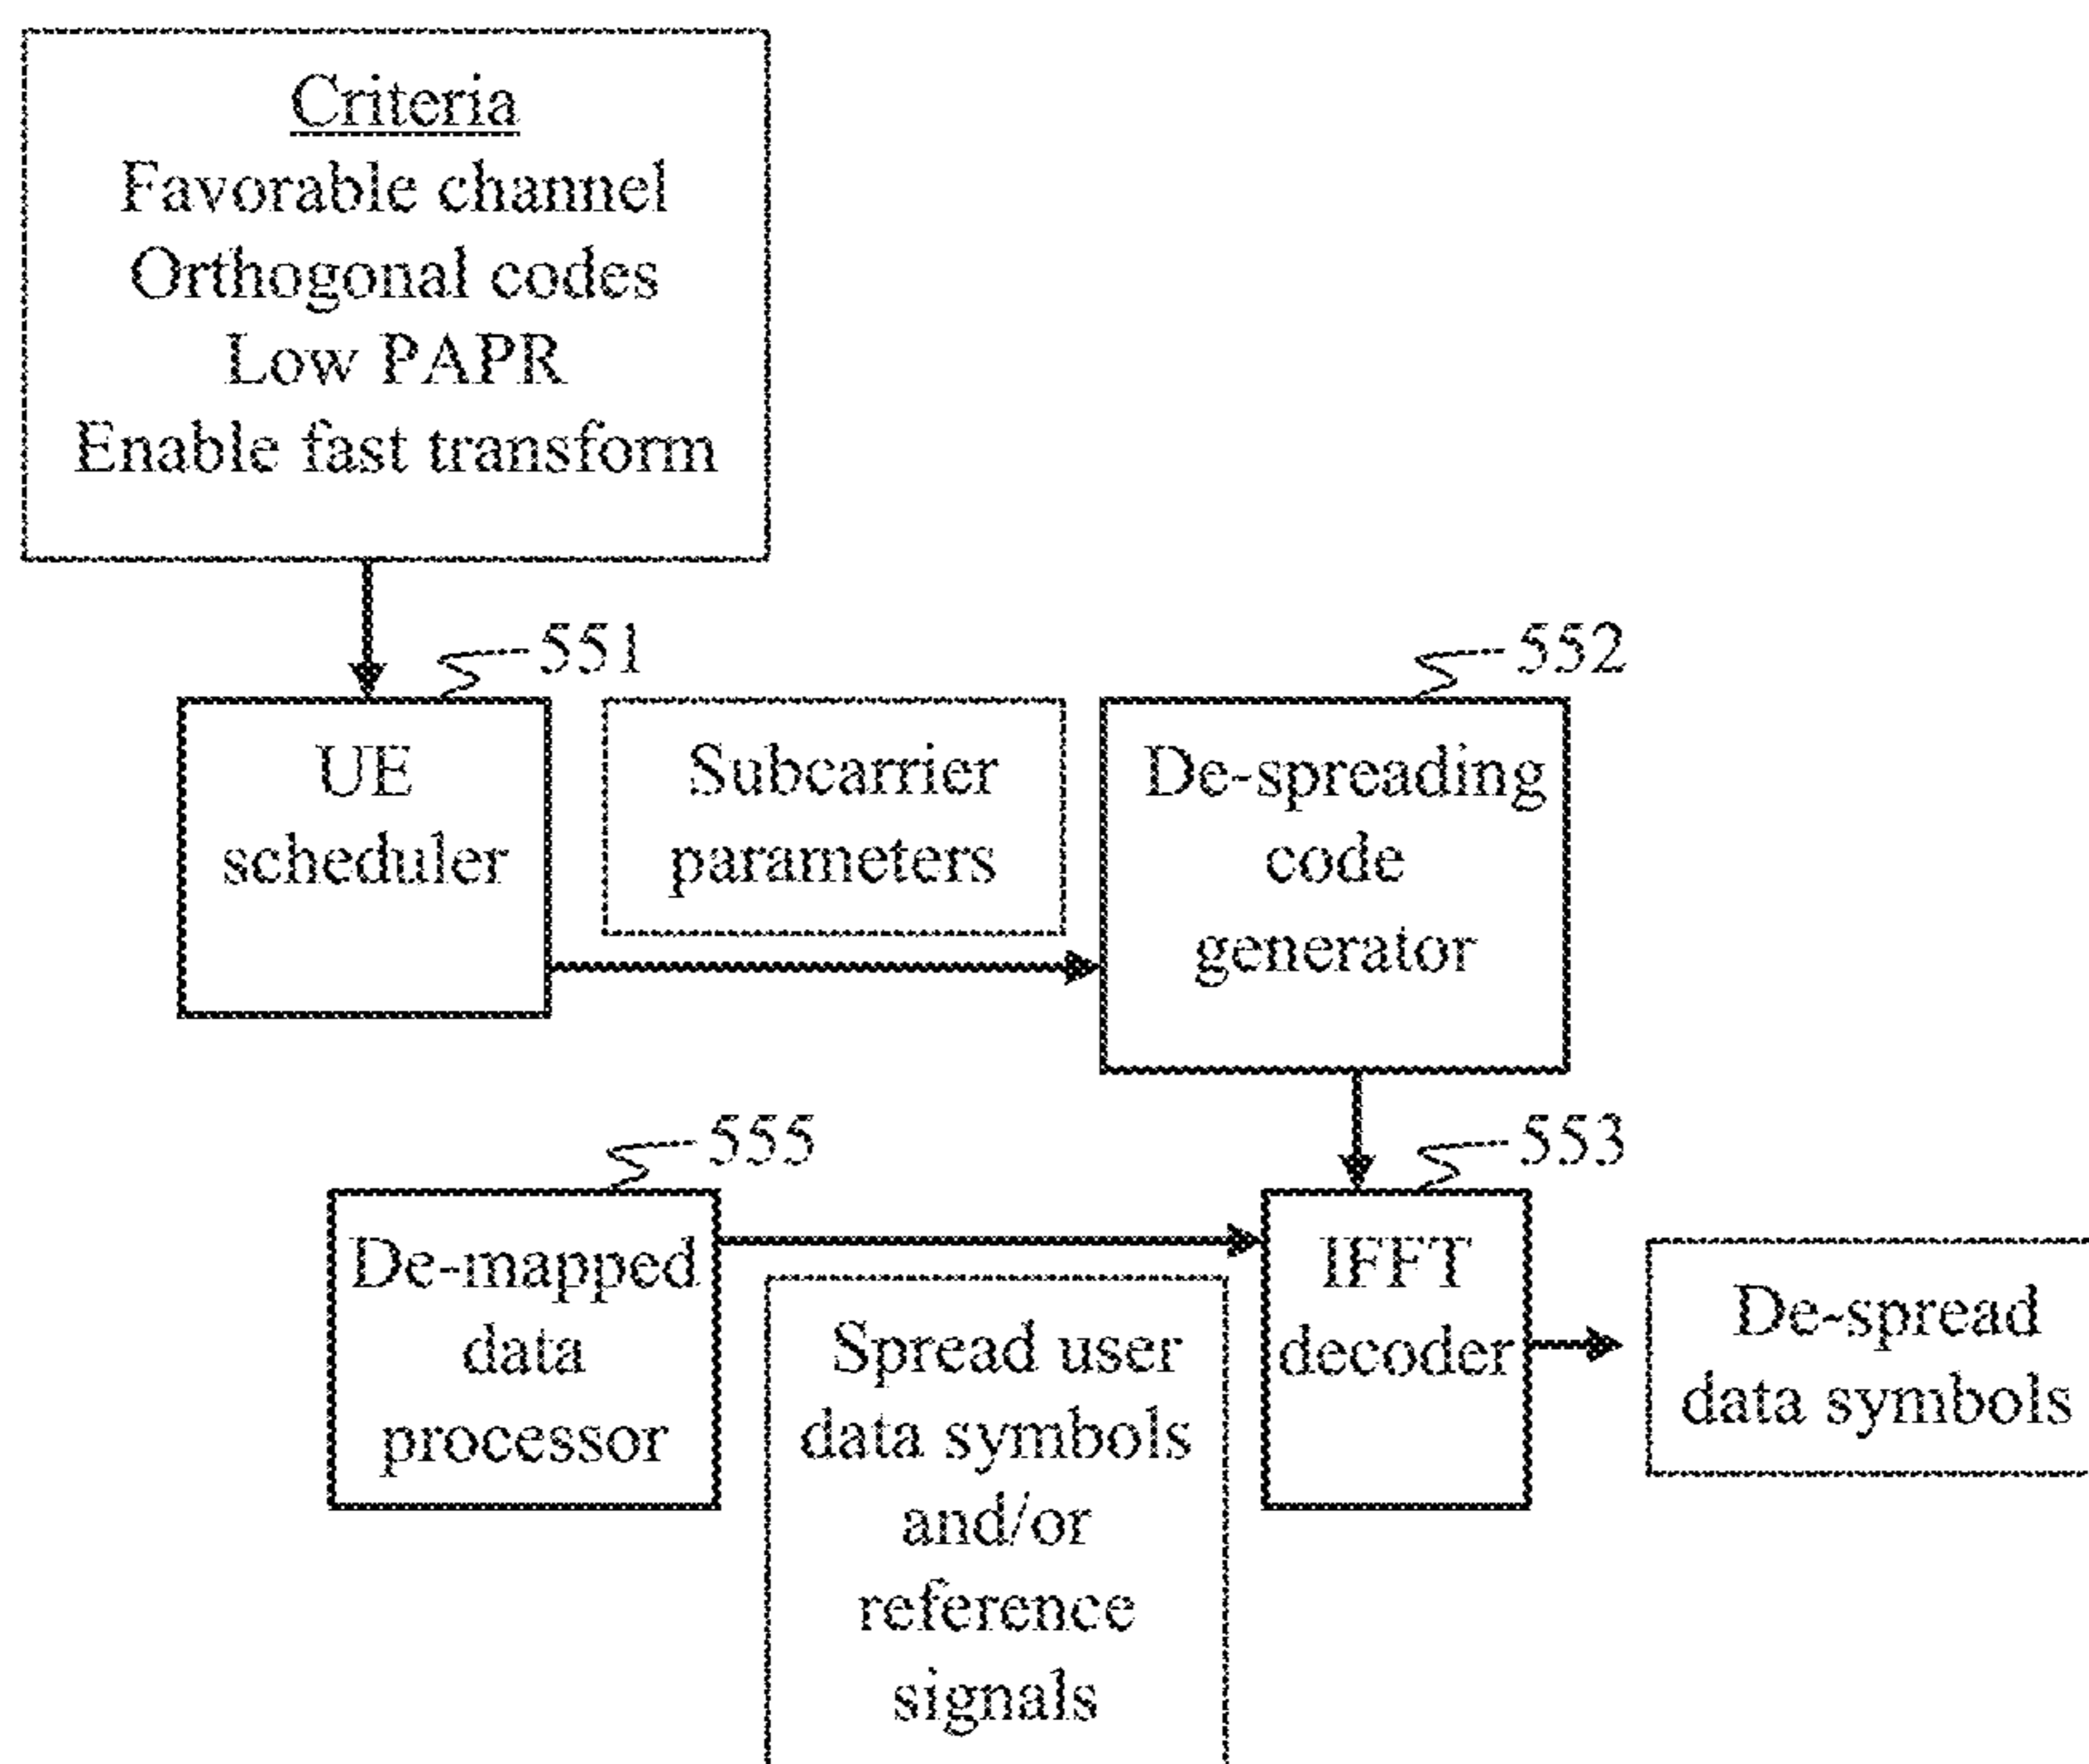 Criteria
Favorable channel
Orthogonal codes
Low PAPR
Enable fast transform
551
UE
scheduler
Subcarrier
parameters
552
De-spreading
code
generator
555
De-mapped
data
processor
Spread user
data symbols
and/or
reference
signals
553
IFFT
decoder
De-spread
data symbols